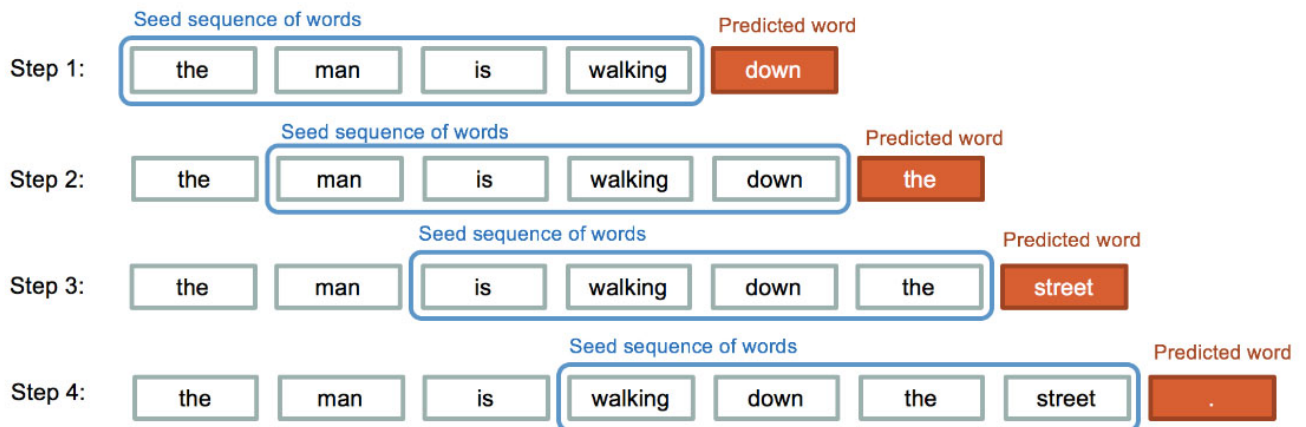 Seed sequence of words
Predicted word
Step 1: the man is walking down
Seed sequence of words
Predicted word
Step 2: the man is walking down the
Seed sequence of words
Predicted word
Step 3: the man is walking down the street
Seed sequence of words
Predicted word
Step 4: the man is walking down the street .